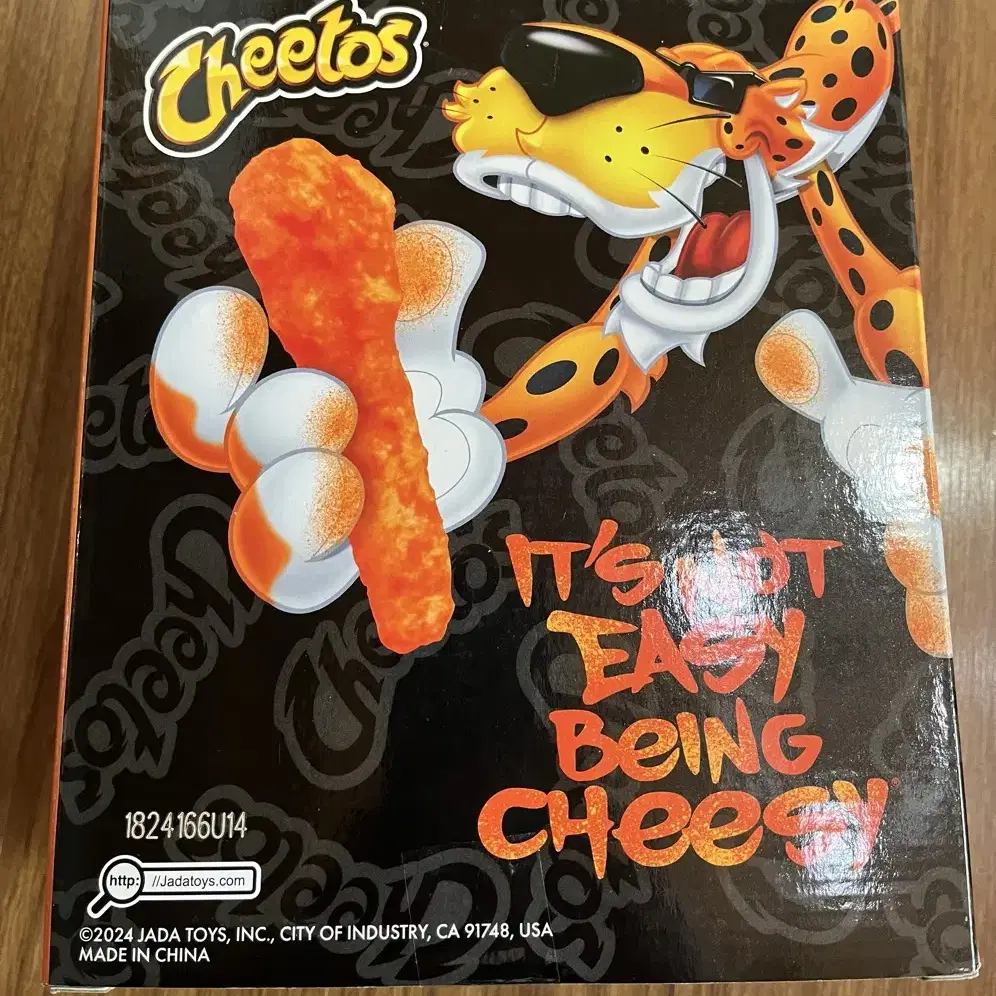 Cheetos
IT'S NOT
EASY
BEING
CHEESY®
1824166U14
http: //Jadatoys.com
©2024 JADA TOYS, INC., CITY OF INDUSTRY, CA 91748, USA
MADE IN CHINA